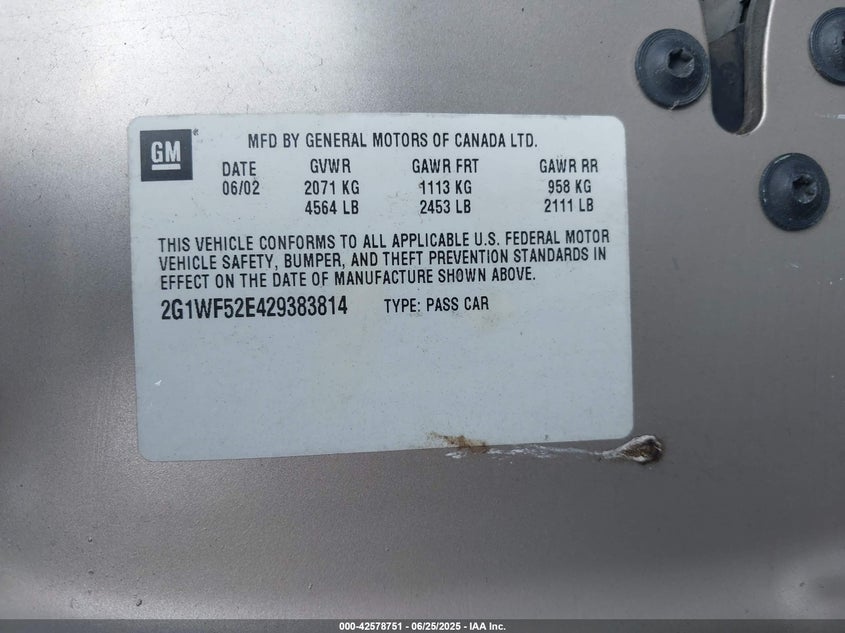 GM
MFD BY GENERAL MOTORS OF CANADA LTD.
DATE GVWR GAWR FRT GAWR RR
06/02 2071 KG 1113 KG 958 KG
4564 LB 2453 LB 2111 LB
THIS VEHICLE CONFORMS TO ALL APPLICABLE U.S. FEDERAL MOTOR
VEHICLE SAFETY, BUMPER, AND THEFT PREVENTION STANDARDS IN
EFFECT ON THE DATE OF MANUFACTURE SHOWN ABOVE.
2G1WF52E429383814 TYPE: PASS CAR
000-42578751 — 06/25/2025 — IAA Inc.